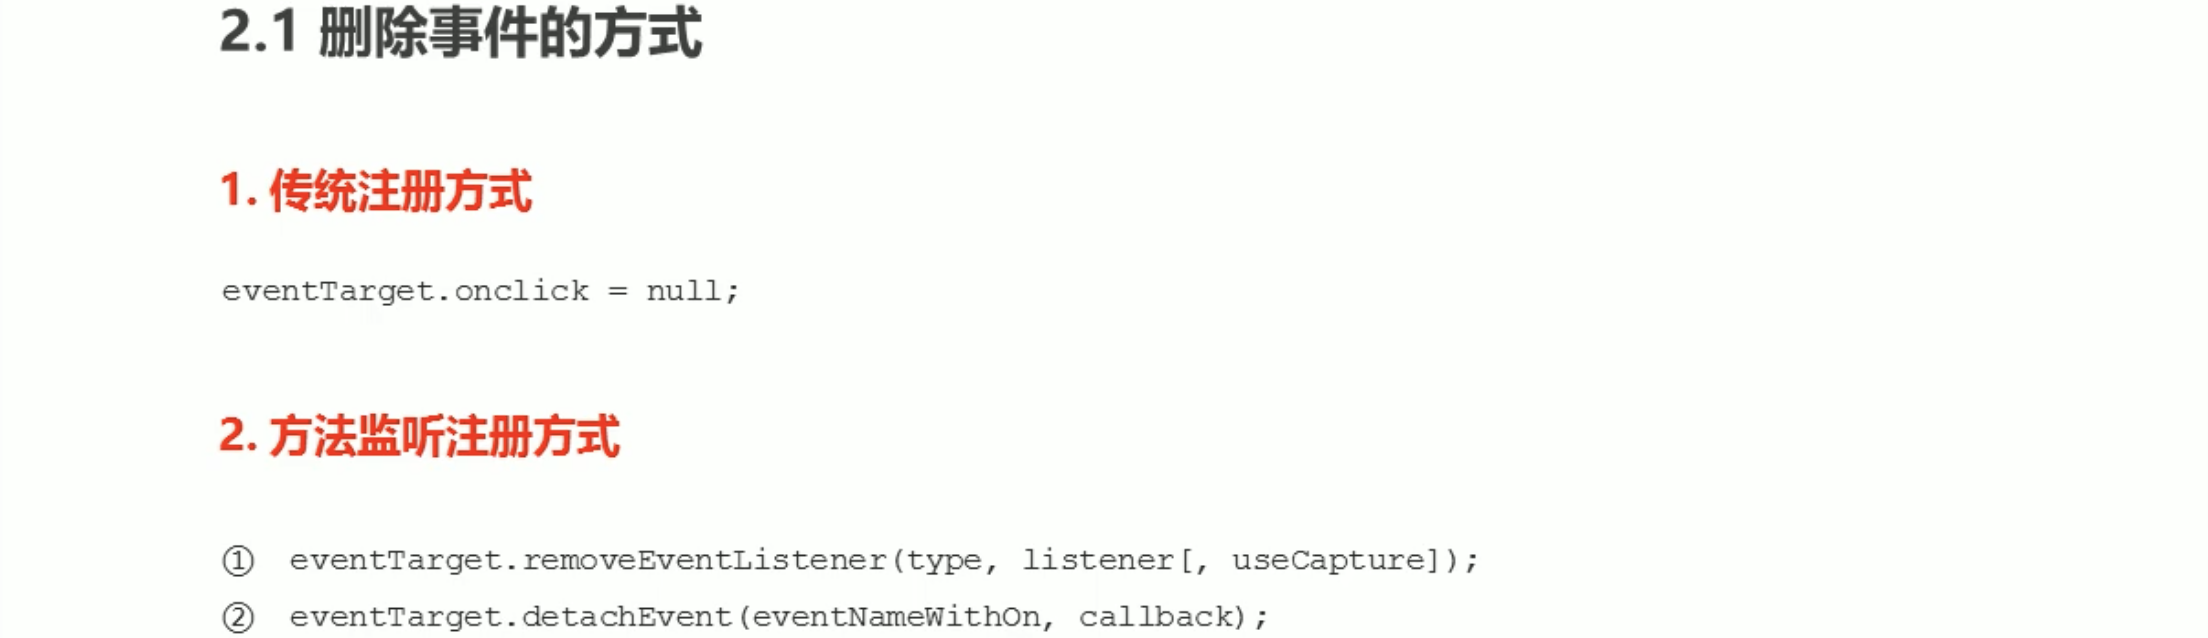 2.1 删除事件的方式
1. 传统注册方式
eventTarget.onclick = null;
2. 方法监听注册方式
① eventTarget.removeEventListener(type, listener[, useCapture]);
② eventTarget.detachEvent(eventNameWithOn, callback);